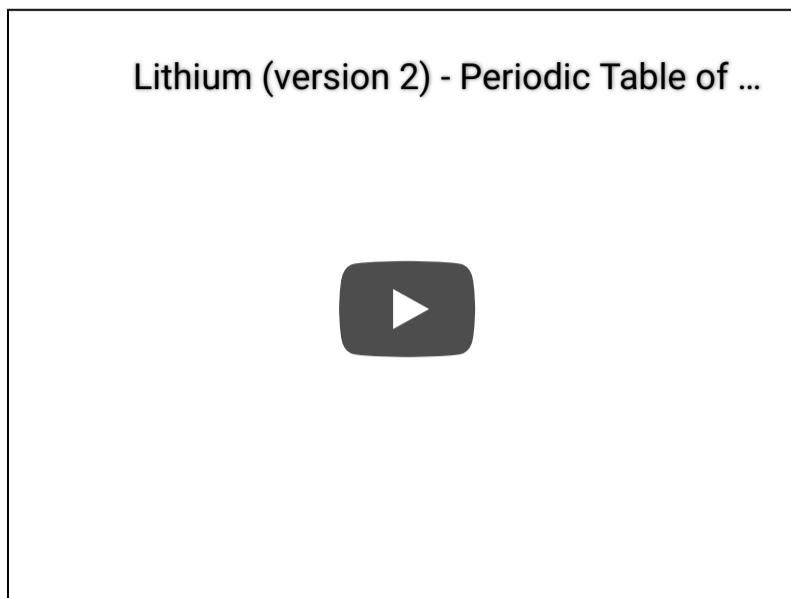 Lithium (version 2) - Periodic Table of ...